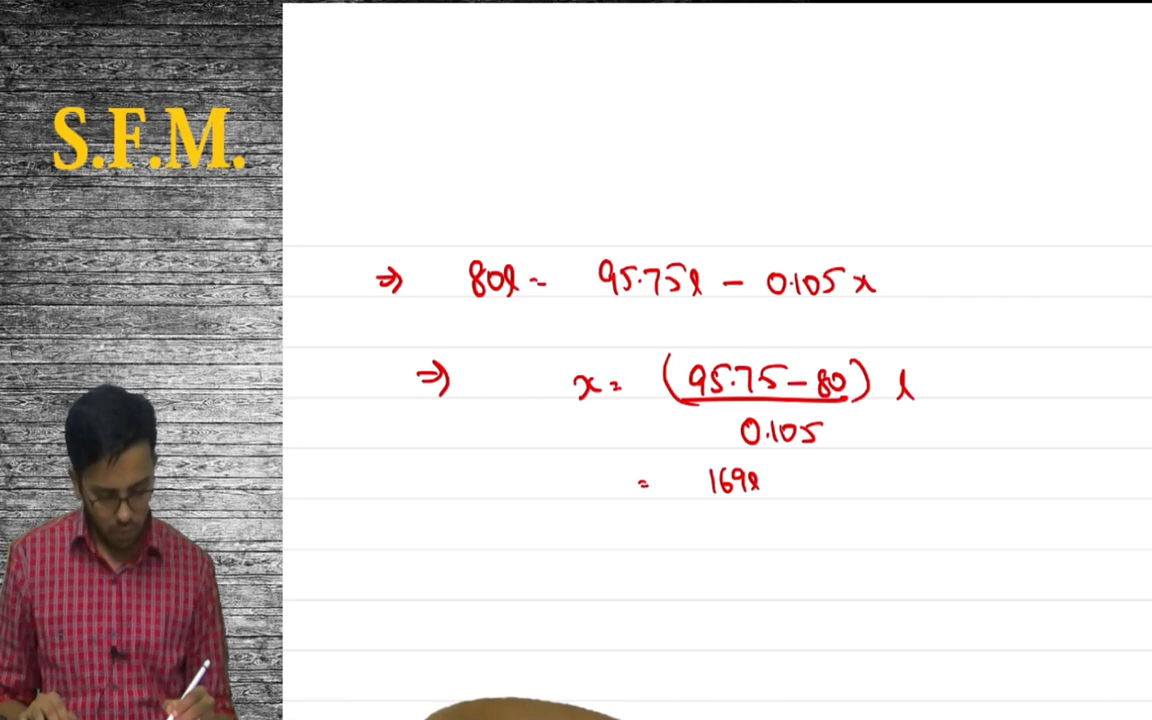 S.F.M.
⇒ 80l = 95.75l - 0.105x
⇒ x = (95.75-80) l
0.105
= 169l